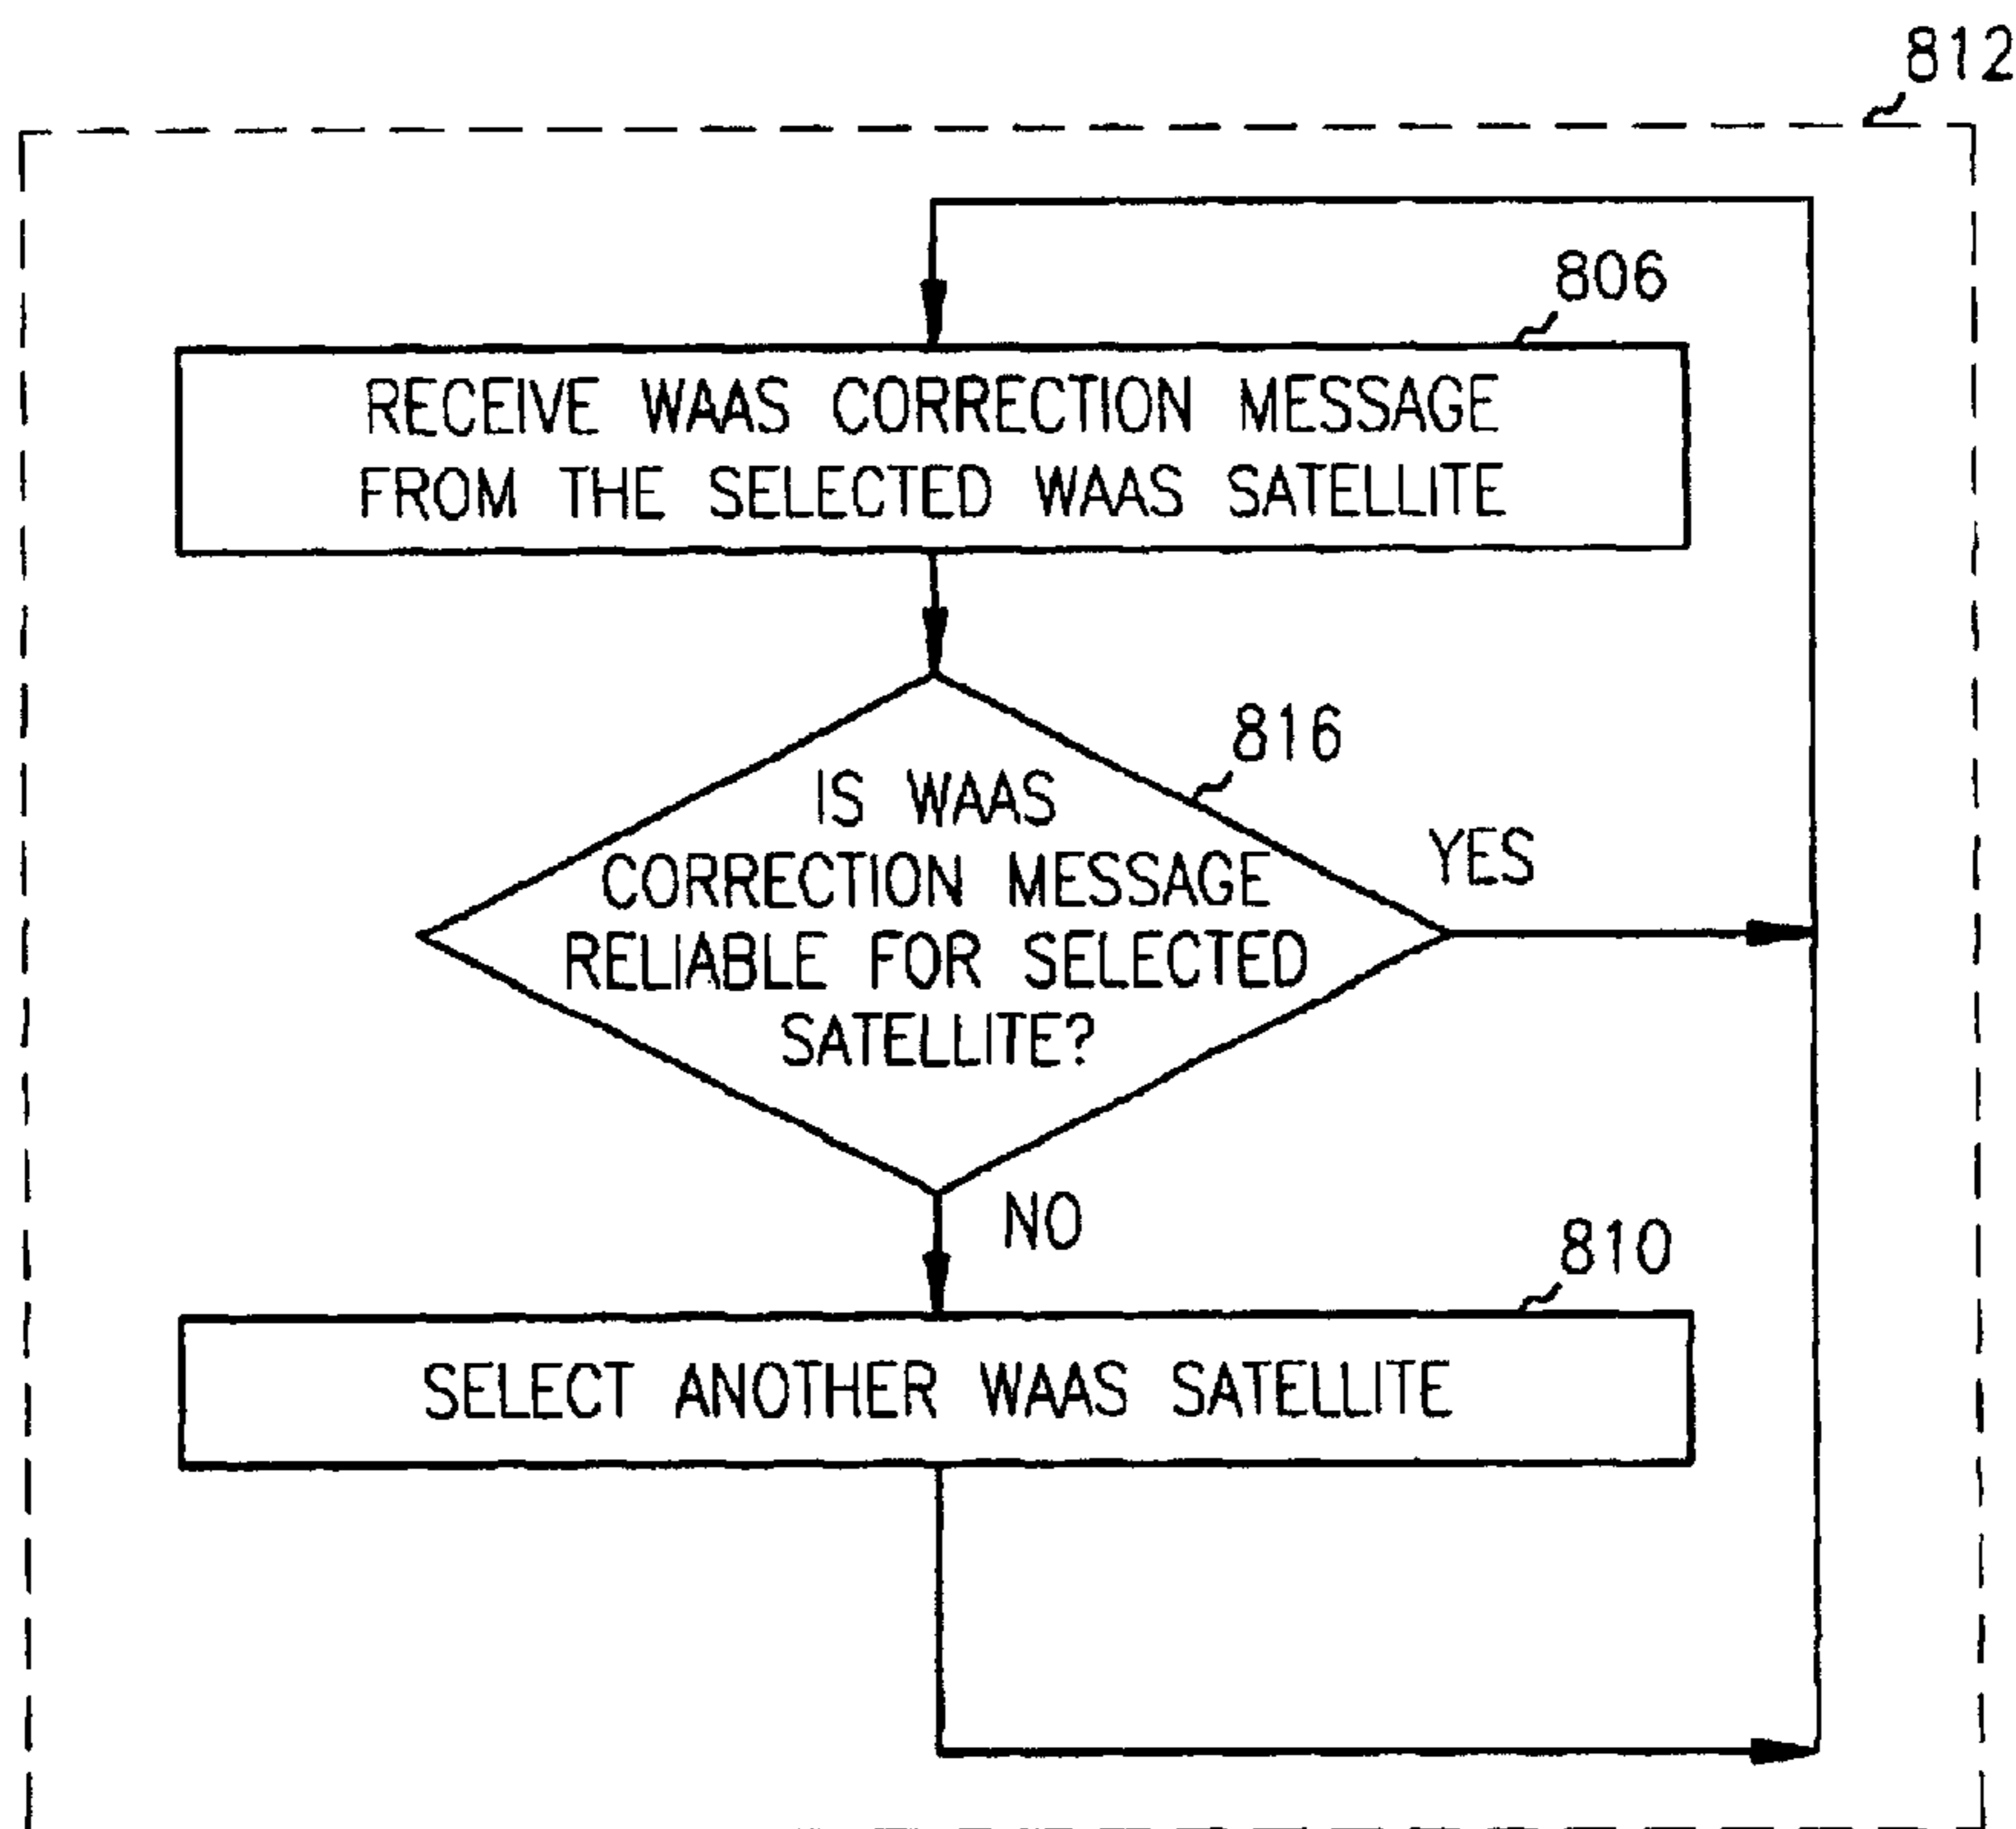 812
806
RECEIVE WAAS CORRECTION MESSAGE
FROM THE SELECTED WAAS SATELLITE
816
IS WAAS
CORRECTION MESSAGE
RELIABLE FOR SELECTED
SATELLITE?
YES
NO
810
SELECT ANOTHER WAAS SATELLITE